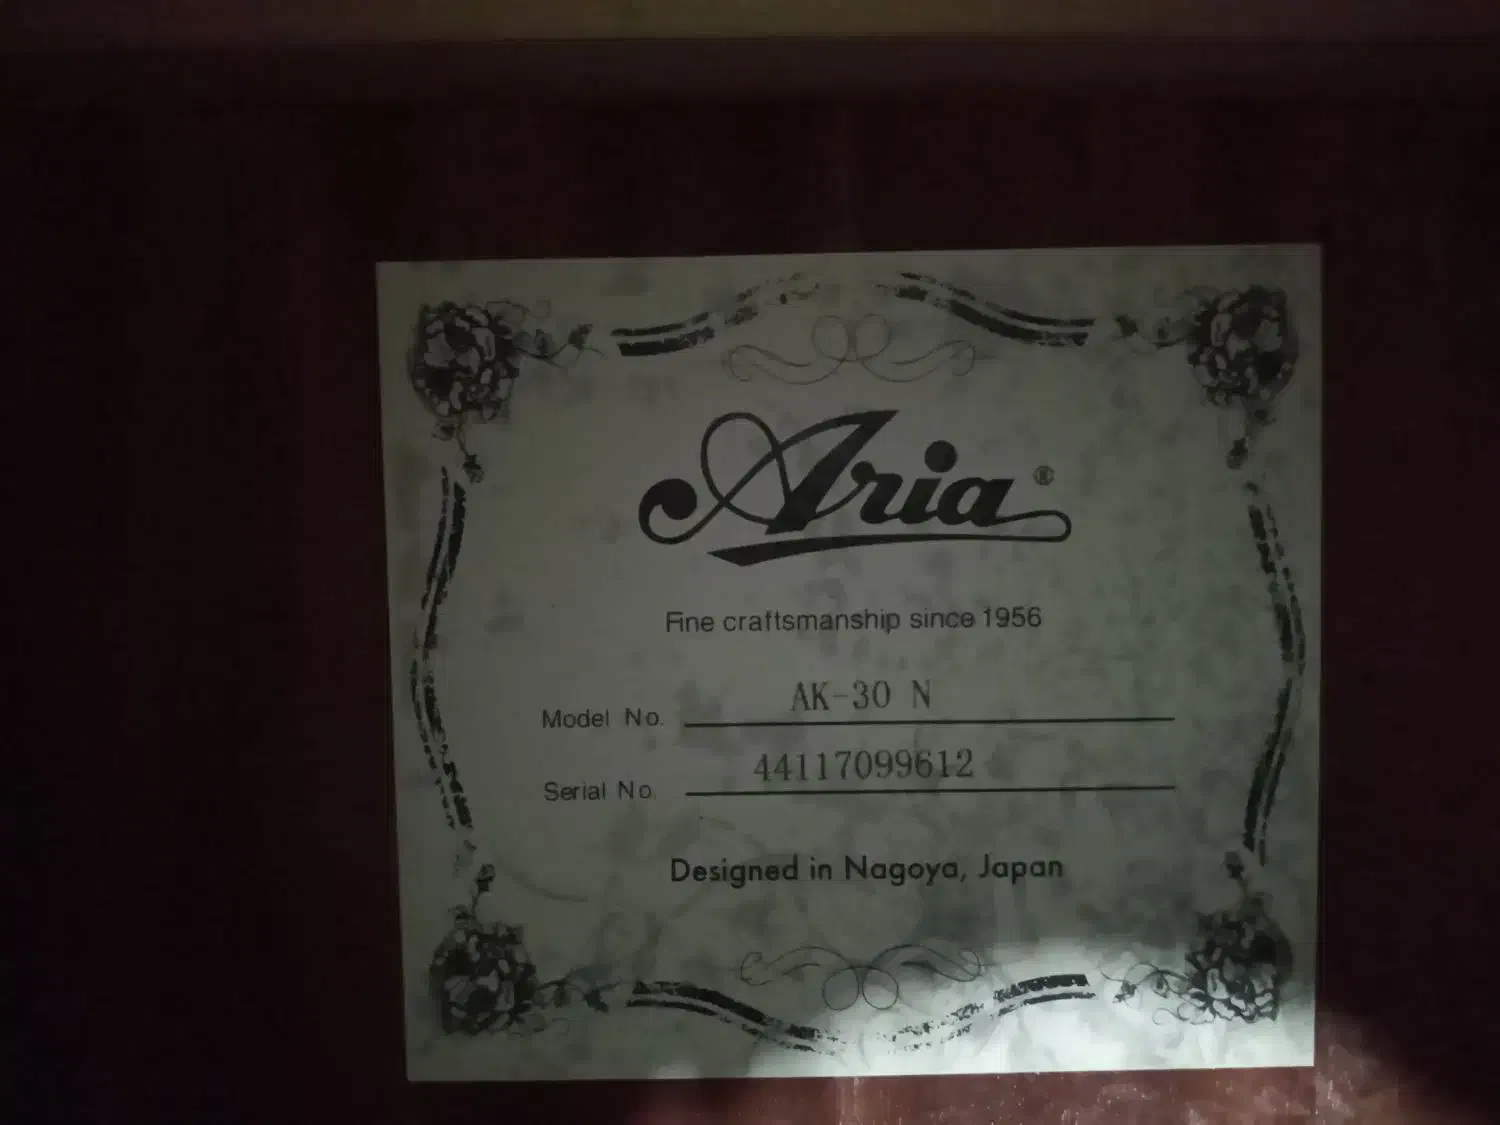 Aria®
Fine craftsmanship since 1956
Model No. AK-30 N
Serial No. 44117099612
Designed in Nagoya, Japan